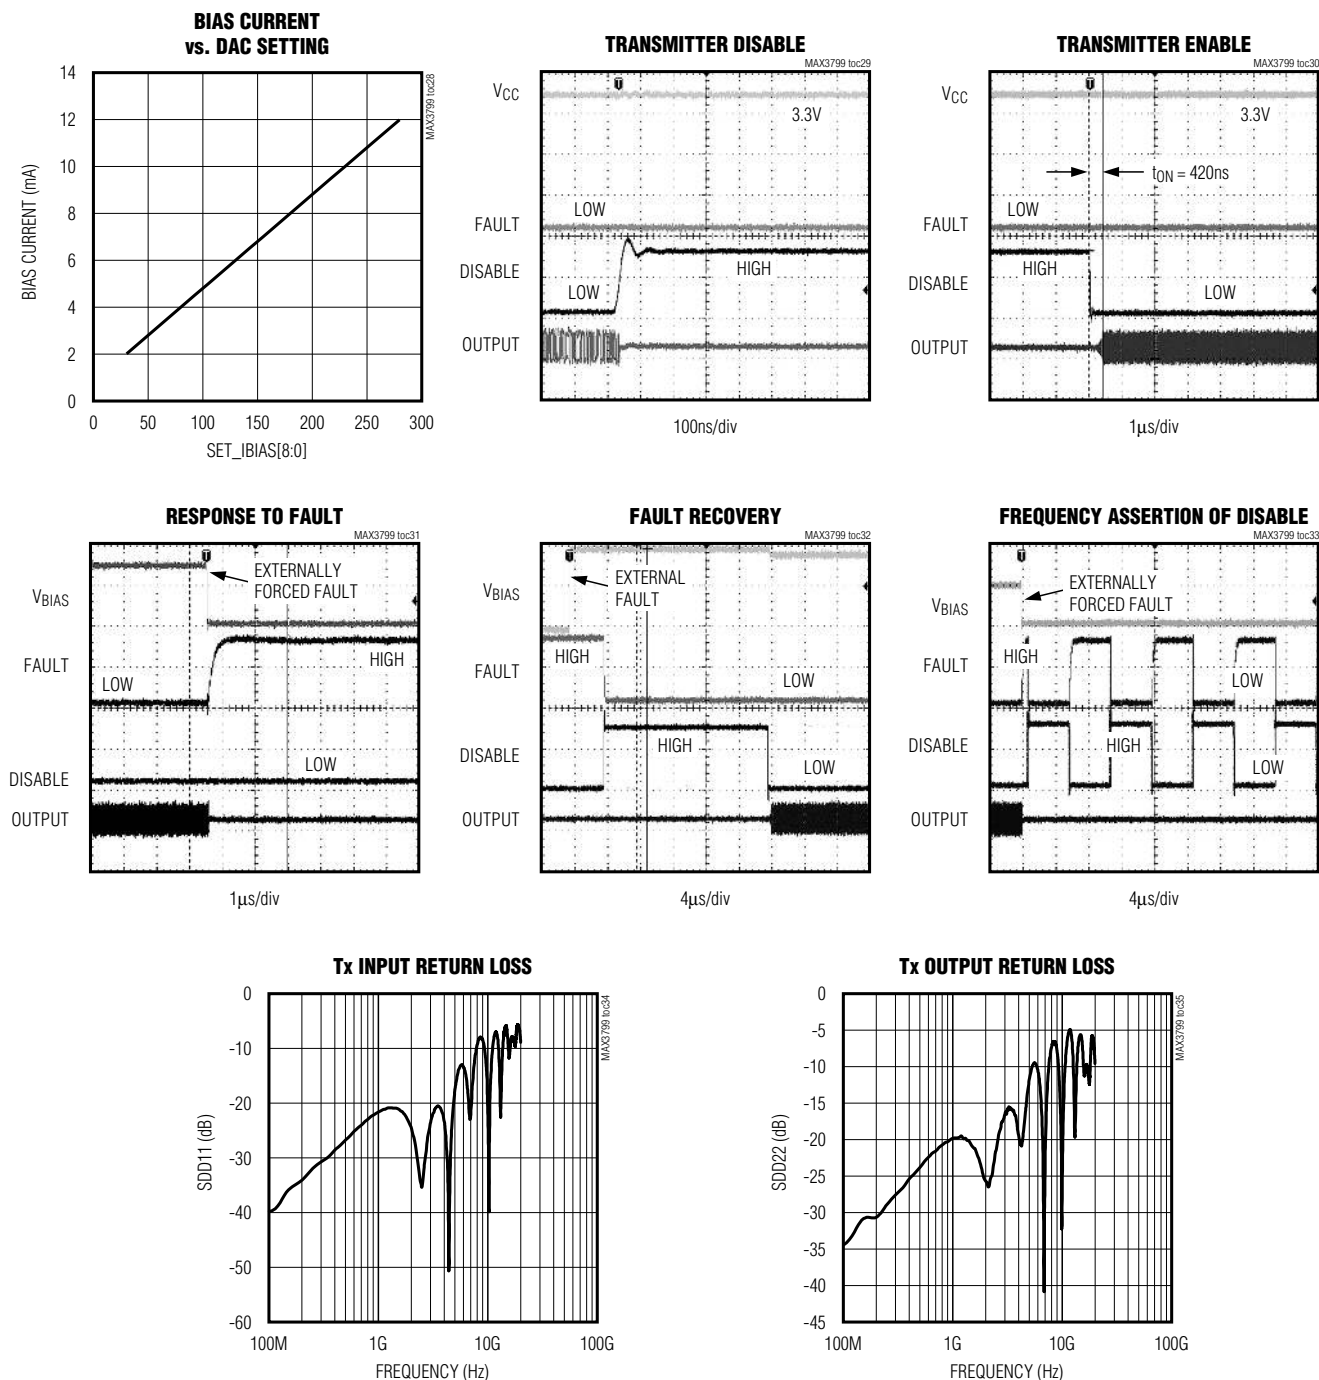 BIAS CURRENT
vs. DAC SETTING
MAX3799 toc28
14
12
10
8
6
4
2
0
BIAS CURRENT (mA)
0 50 100 150 200 250 300
SET_IBIAS[8:0]
TRANSMITTER DISABLE
MAX3799 toc29
VCC
3.3V
FAULT
LOW
DISABLE
LOW
HIGH
OUTPUT
100ns/div
TRANSMITTER ENABLE
MAX3799 toc30
VCC
3.3V
tON = 420ns
FAULT
LOW
DISABLE
HIGH
LOW
OUTPUT
1µs/div
RESPONSE TO FAULT
MAX3799 toc31
VBIAS
EXTERNALLY
FORCED FAULT
FAULT
LOW
HIGH
DISABLE
LOW
OUTPUT
1µs/div
FAULT RECOVERY
MAX3799 toc32
VBIAS
EXTERNAL
FAULT
FAULT
HIGH
LOW
DISABLE
HIGH
LOW
OUTPUT
4µs/div
FREQUENCY ASSERTION OF DISABLE
MAX3799 toc33
VBIAS
EXTERNALLY
FORCED FAULT
FAULT
HIGH
LOW
DISABLE
HIGH
LOW
OUTPUT
4µs/div
Tx INPUT RETURN LOSS
MAX3799 toc34
0
-10
-20
-30
-40
-50
-60
SDD11 (dB)
100M 1G 10G 100G
FREQUENCY (Hz)
Tx OUTPUT RETURN LOSS
MAX3799 toc35
0
-5
-10
-15
-20
-25
-30
-35
-40
-45
SDD22 (dB)
100M 1G 10G 100G
FREQUENCY (Hz)